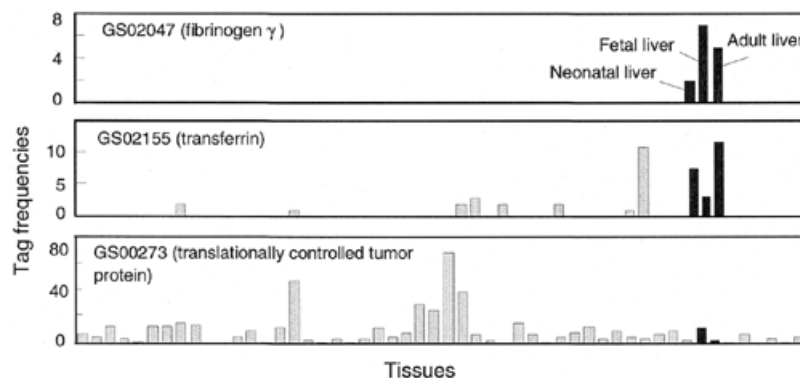 8
4
0
GS02047 (fibrinogen γ)
Fetal liver
Adult liver
Neonatal liver
10
5
0
GS02155 (transferrin)
80
40
0
GS00273 (translationally controlled tumor
protein)
Tag frequencies
Tissues